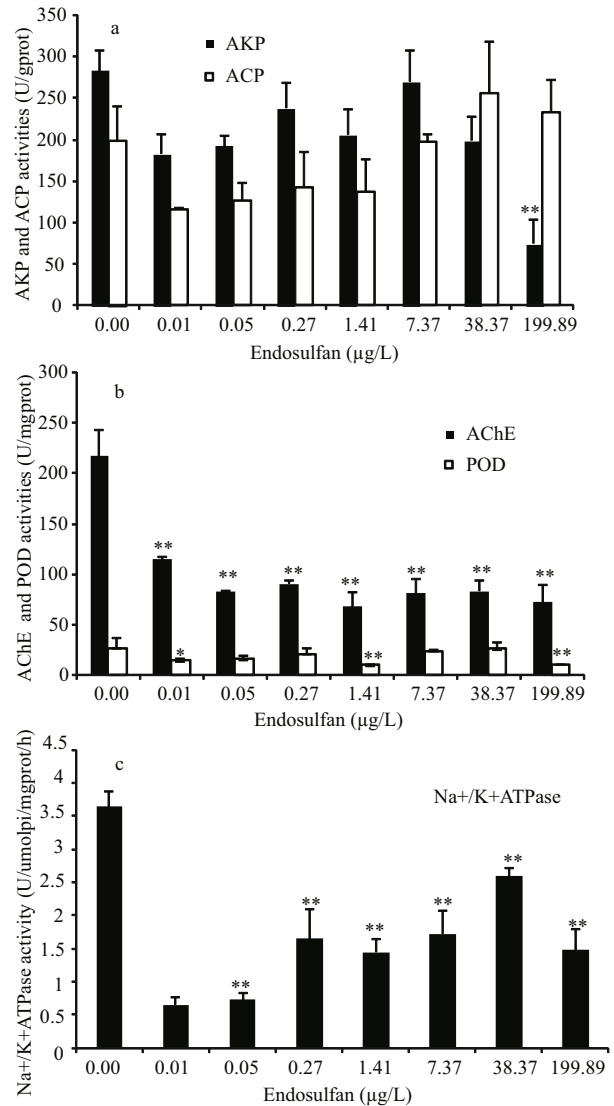 a
AKP
ACP
AKP and ACP activities (U/gprot)
350
300
250
200
150
100
50
0
**
0.00 0.01 0.05 0.27 1.41 7.37 38.37 199.89
Endosulfan (µg/L)
b
AChE
POD
AChE and POD activities (U/mgprot)
300
250
200
150
100
50
0
** ** ** ** ** ** **
* ** **
0.00 0.01 0.05 0.27 1.41 7.37 38.37 199.89
Endosulfan (µg/L)
c
Na+/K+ATPase
Na+/K+ATPase activity (U/umolpi/mgprot/h)
4.5
4
3.5
3
2.5
2
1.5
1
0.5
0
** ** ** ** ** **
0.00 0.01 0.05 0.27 1.41 7.37 38.37 199.89
Endosulfan (µg/L)